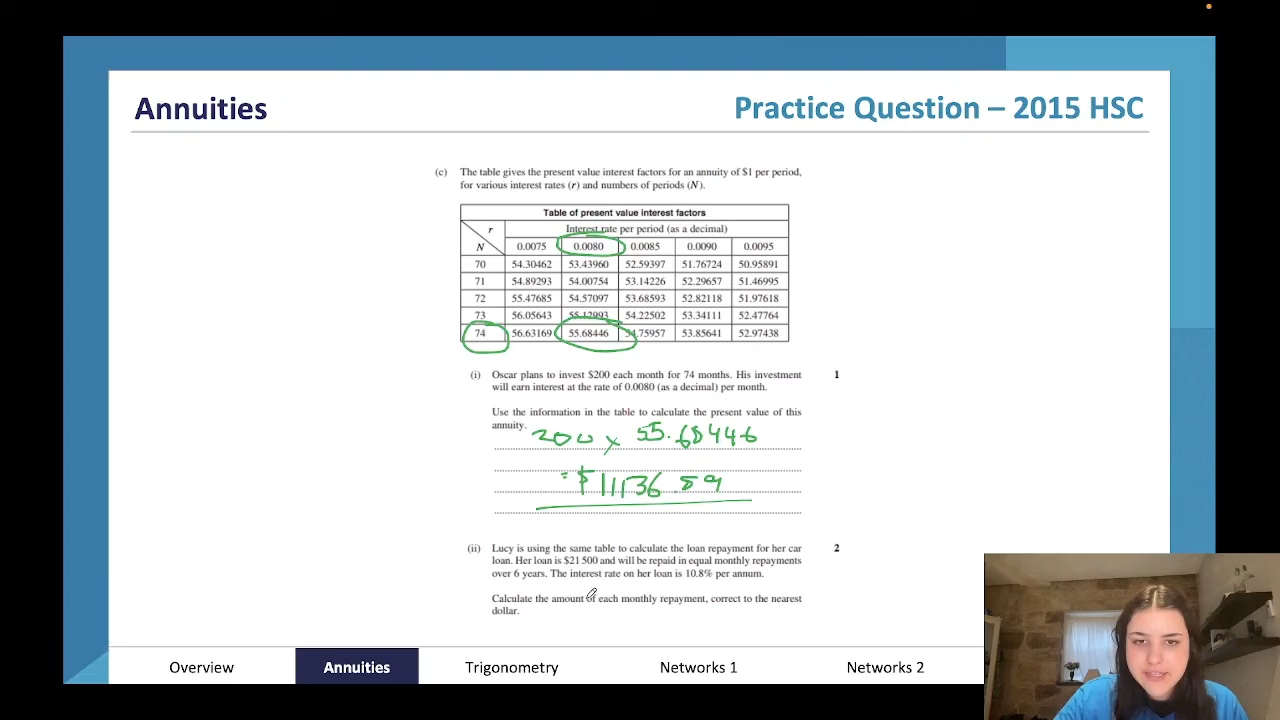 Annuities
Practice Question – 2015 HSC
(c) The table gives the present value interest factors for an annuity of $1 per period,
for various interest rates (r) and numbers of periods (N).
Table of present value interest factors
r Interest rate per period (as a decimal)
N 0.0075 0.0080 0.0085 0.0090 0.0095
70 54.30462 53.43960 52.59397 51.76724 50.95891
71 54.89293 54.00754 53.14226 52.29657 51.46995
72 55.47685 54.57097 53.68593 52.82118 51.97618
73 56.05643 55.12993 54.22502 53.34111 52.47764
74 56.63169 55.68446 54.75957 53.85641 52.97438
(i) Oscar plans to invest $200 each month for 74 months. His investment 1
will earn interest at the rate of 0.0080 (as a decimal) per month.
Use the information in the table to calculate the present value of this
annuity.
200 × 55.68446
= $11136.89
(ii) Lucy is using the same table to calculate the loan repayment for her car 2
loan. Her loan is $21 500 and will be repaid in equal monthly repayments
over 6 years. The interest rate on her loan is 10.8% per annum.
Calculate the amount of each monthly repayment, correct to the nearest
dollar.
Overview Annuities Trigonometry Networks 1 Networks 2